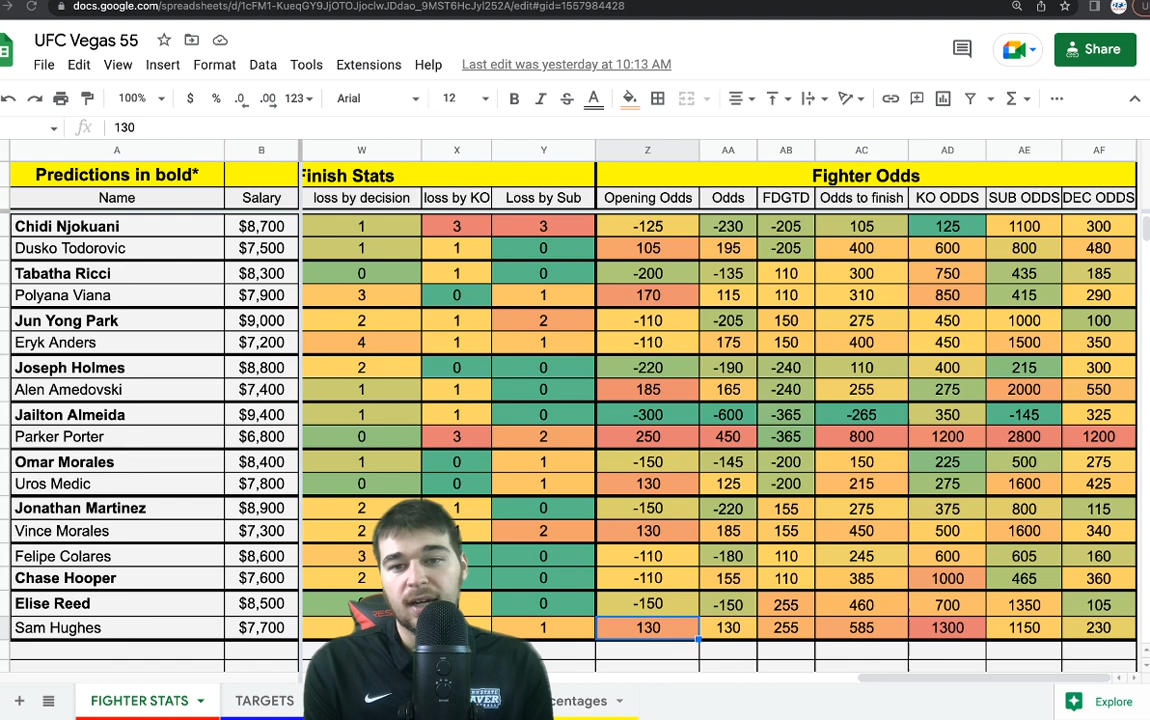 docs.google.com/spreadsheets/d/1cFM1-KueqGY9JjOTOJjoclwJDdao_9MST6HcJyl252A/edit#gid=1557984428
UFC Vegas 55
File Edit View Insert Format Data Tools Extensions Help Last edit was yesterday at 10:13 AM
Share
100% $ % .0 .00 123 Arial 12 B I S A
fx 130
A B W X Y Z AA AB AC AD AE AF
Predictions in bold* Finish Stats Fighter Odds
Name Salary loss by decision loss by KO Loss by Sub Opening Odds Odds FDGTD Odds to finish KO ODDS SUB ODDS DEC ODDS
Chidi Njokuani $8,700 1 3 3 -125 -230 -205 105 125 1100 300
Dusko Todorovic $7,500 1 1 0 105 195 -205 400 600 800 480
Tabatha Ricci $8,300 0 1 0 -200 -135 110 300 750 435 185
Polyana Viana $7,900 3 0 1 170 115 110 310 850 415 290
Jun Yong Park $9,000 2 1 2 -110 -205 150 275 450 1000 100
Eryk Anders $7,200 4 1 1 -110 175 150 400 450 1500 350
Joseph Holmes $8,800 2 0 0 -220 -190 -240 110 400 215 300
Alen Amedovski $7,400 1 1 0 185 165 -240 255 275 2000 550
Jailton Almeida $9,400 1 1 0 -300 -600 -365 -265 350 -145 325
Parker Porter $6,800 0 3 2 250 450 -365 800 1200 2800 1200
Omar Morales $8,400 1 0 1 -150 -145 -200 150 225 500 275
Uros Medic $7,800 0 0 1 130 125 -200 215 275 1600 425
Jonathan Martinez $8,900 2 1 0 -150 -220 155 275 375 800 115
Vince Morales $7,300 2 2 130 185 155 450 500 1600 340
Felipe Colares $8,600 3 0 -110 -180 110 245 600 605 160
Chase Hooper $7,600 2 0 -110 155 110 385 1000 465 360
Elise Reed $8,500 0 -150 -150 255 460 700 1350 105
Sam Hughes $7,700 1 130 130 255 585 1300 1150 230
FIGHTER STATS TARGETS centages Explore